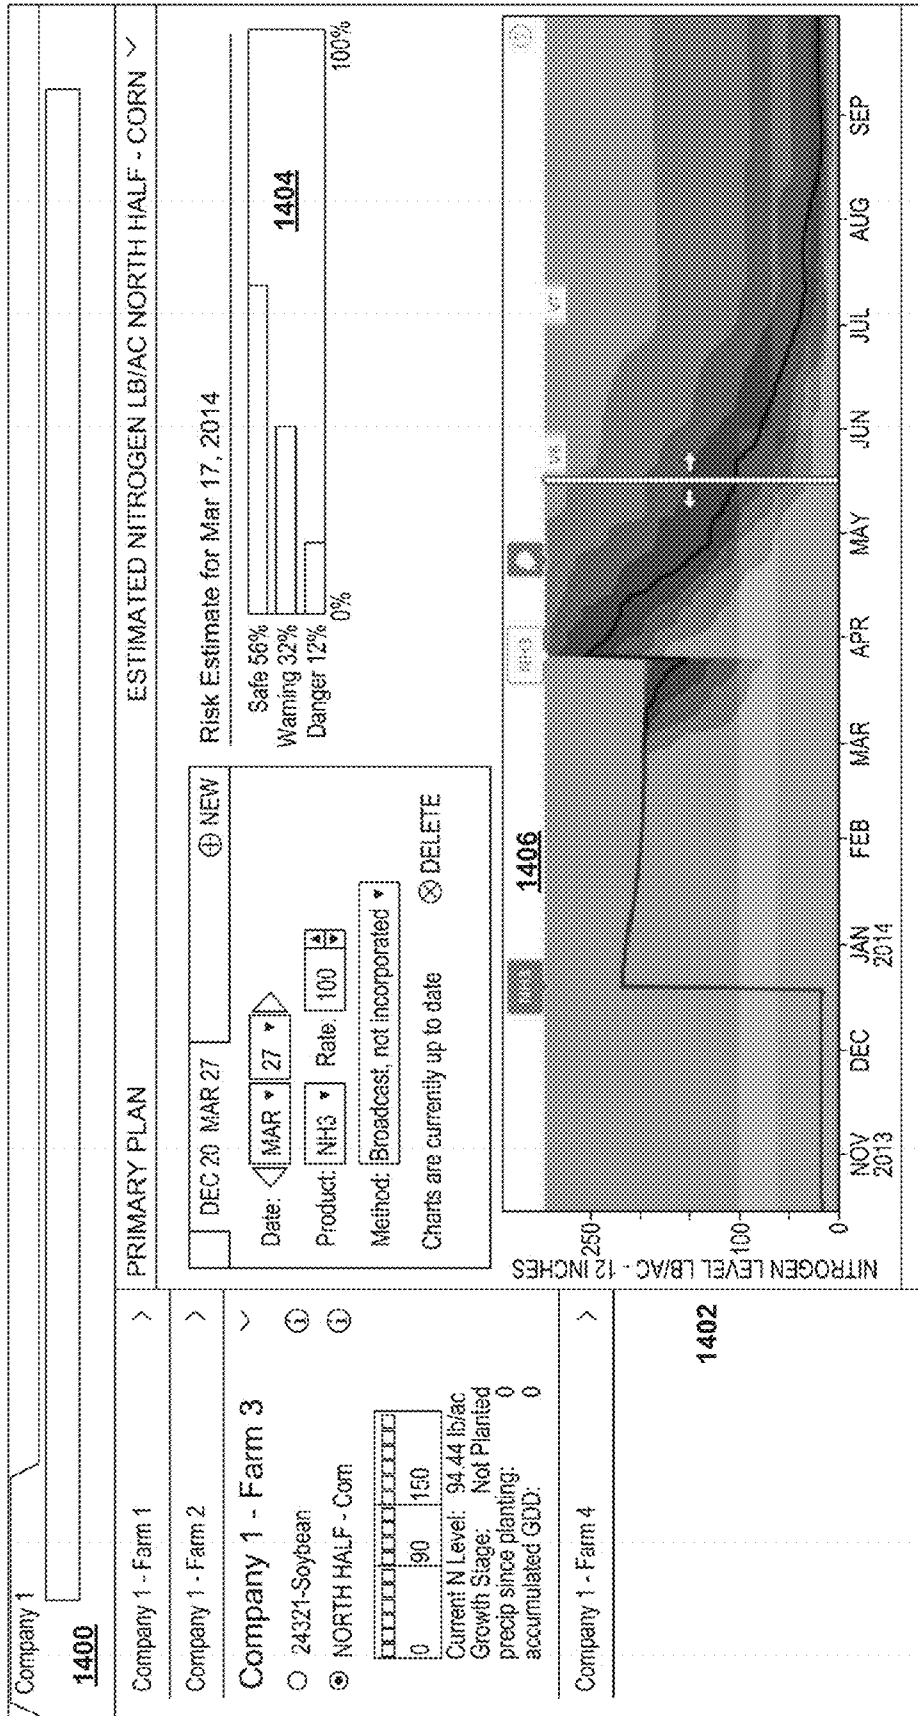 Company 1
1400
Company 1 - Farm 1 >
Company 1 - Farm 2 >
Company 1 - Farm 3
24321-Soybean
NORTH HALF - Corn
0 90 150
Current N Level: 94.44 lb/ac
Growth Stage: Not Planted
precip since planting: 0
accumulated GDD: 0
Company 1 - Farm 4 >
1402
PRIMARY PLAN
ESTIMATED NITROGEN LB/AC NORTH HALF - CORN
DEC 20 MAR 27
NEW
Date: MAR 27
Product: NH3 Rate: 100
Method: Broadcast, not incorporated
Charts are currently up to date DELETE
Risk Estimate for Mar 17, 2014
Safe 56%
Warning 32%
Danger 12%
0% 100%
1404
1406
NH3
NITROGEN LEVEL LB/AC - 12 INCHES
250
100
0
NOV DEC JAN FEB MAR APR MAY JUN JUL AUG SEP
2013 2014